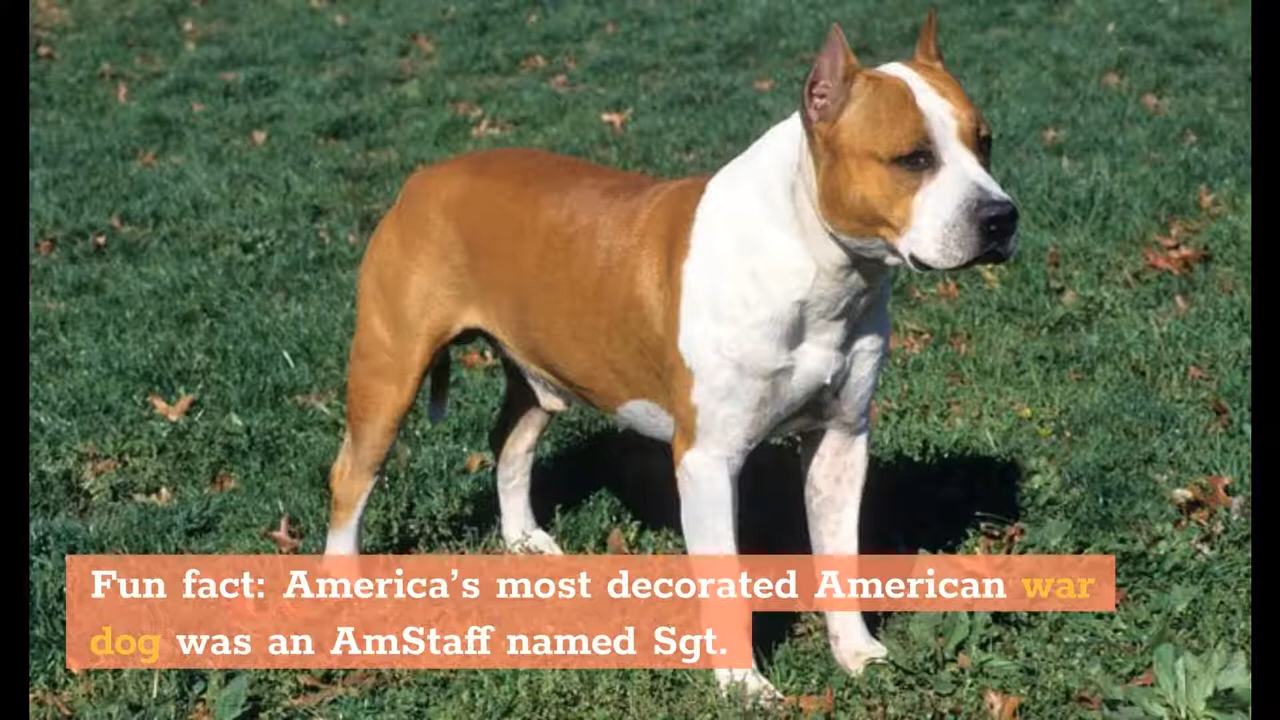 Fun fact: America’s most decorated American war
dog was an AmStaff named Sgt.